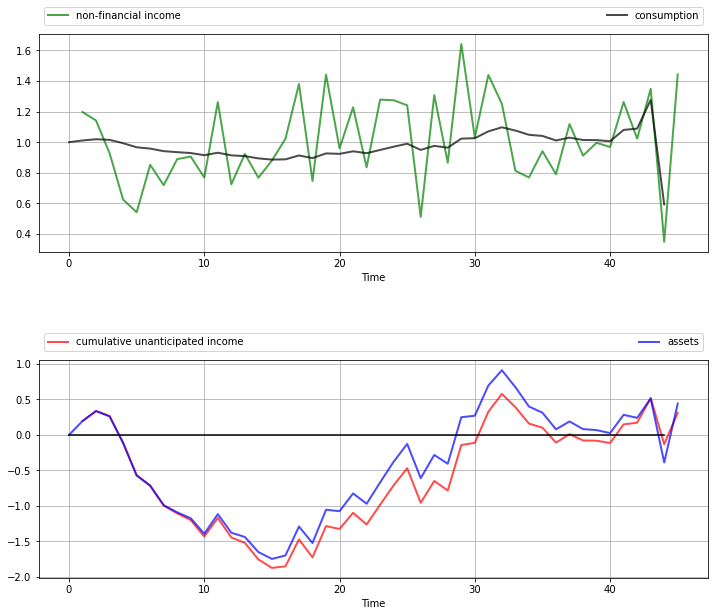 non-financial income consumption
1.6
1.4
1.2
1.0
0.8
0.6
0.4
0 10 20 30 40
Time
cumulative unanticipated income assets
1.0
0.5
0.0
−0.5
−1.0
−1.5
−2.0
0 10 20 30 40
Time